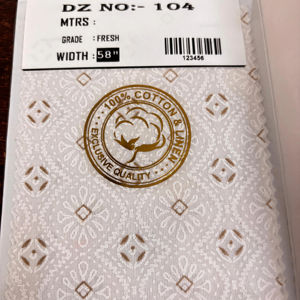 DZ NO:- 104
MTRS :
GRADE : FRESH
WIDTH : 58"
123456
100% COTTON & LINEN
EXCLUSIVE QUALITY